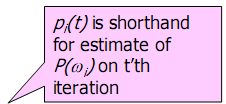 pi(t) is shorthand
for estimate of
P(ωi) on t'th
iteration